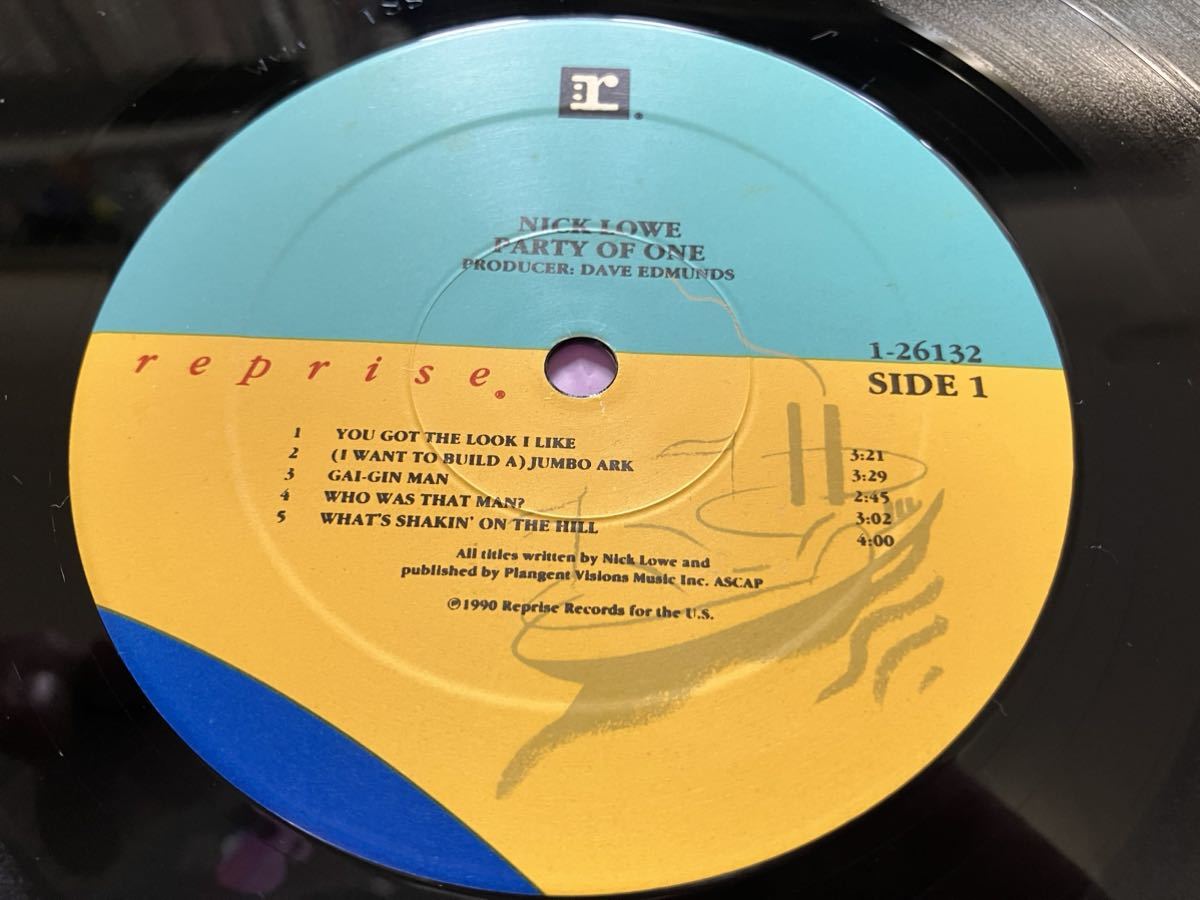 r
NICK LOWE
PARTY OF ONE
PRODUCER: DAVE EDMUNDS
reprise®
1-26132
SIDE 1
1 YOU GOT THE LOOK I LIKE 3:21
2 (I WANT TO BUILD A) JUMBO ARK 3:29
3 GAI-GIN MAN 2:45
4 WHO WAS THAT MAN? 3:02
5 WHAT'S SHAKIN' ON THE HILL 4:00
All titles written by Nick Lowe and
published by Plangent Visions Music Inc. ASCAP
℗1990 Reprise Records for the U.S.